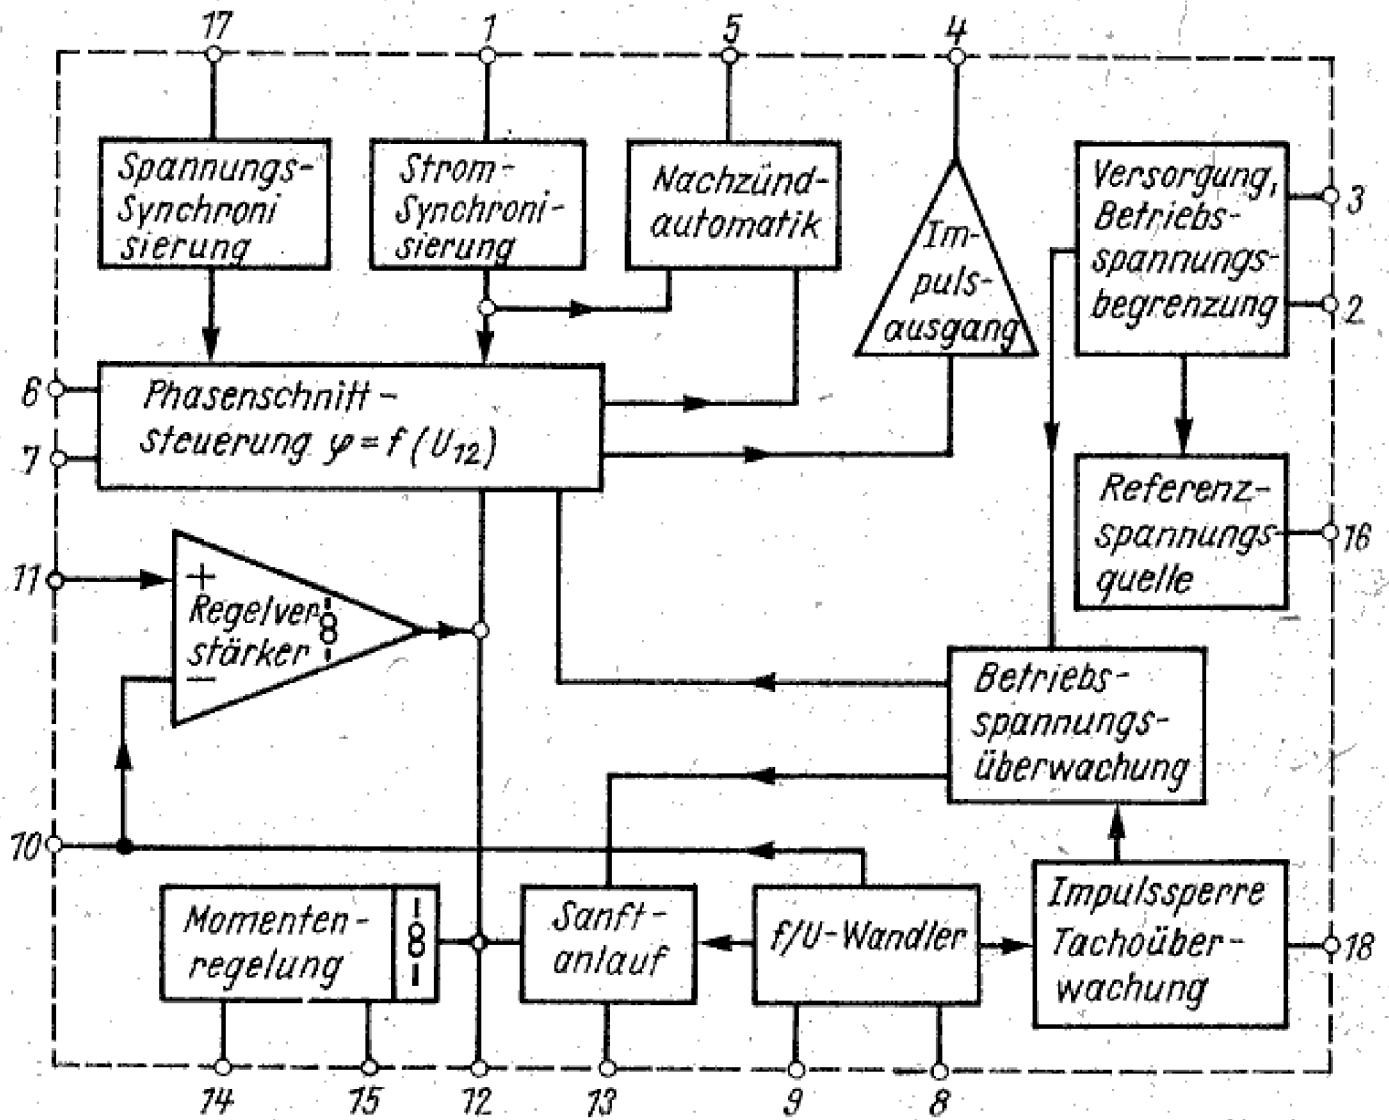 17
1
5
4
Spannungs-
Synchroni
sierung
Strom-
Synchroni-
sierung
Nachzünd-
automatik
Im-
puls-
ausgang
Versorgung,
Betriebs-
spannungs-
begrenzung
3
2
6
7
Phasenschnitt-
steuerung φ=f(U12)
Referenz-
spannungs-
quelle
16
11
+
Regelver-
stärker
−
Betriebs-
spannungs-
überwachung
10
Momenten-
regelung
Sanft-
anlauf
f/U-Wandler
Impulssperre
Tachoüber-
wachung
18
14
15
12
13
9
8